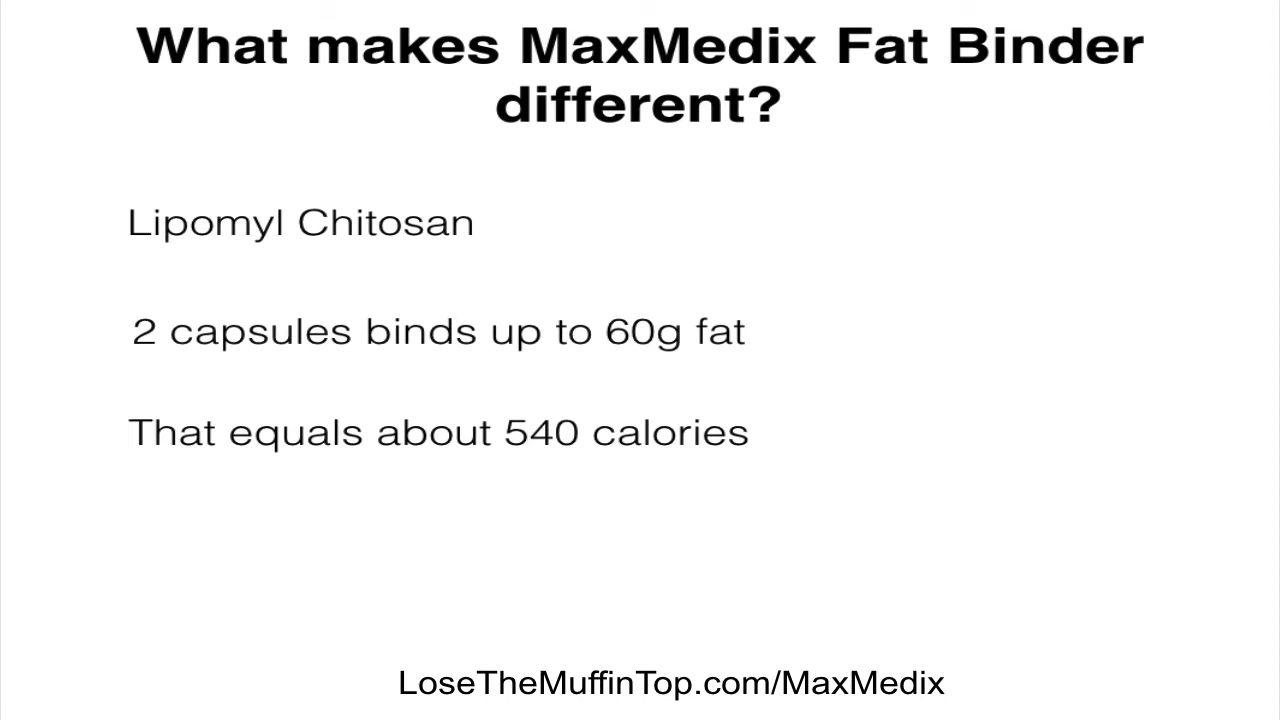 What makes MaxMedix Fat Binder
different?
Lipomyl Chitosan
2 capsules binds up to 60g fat
That equals about 540 calories
LoseTheMuffinTop.com/MaxMedix